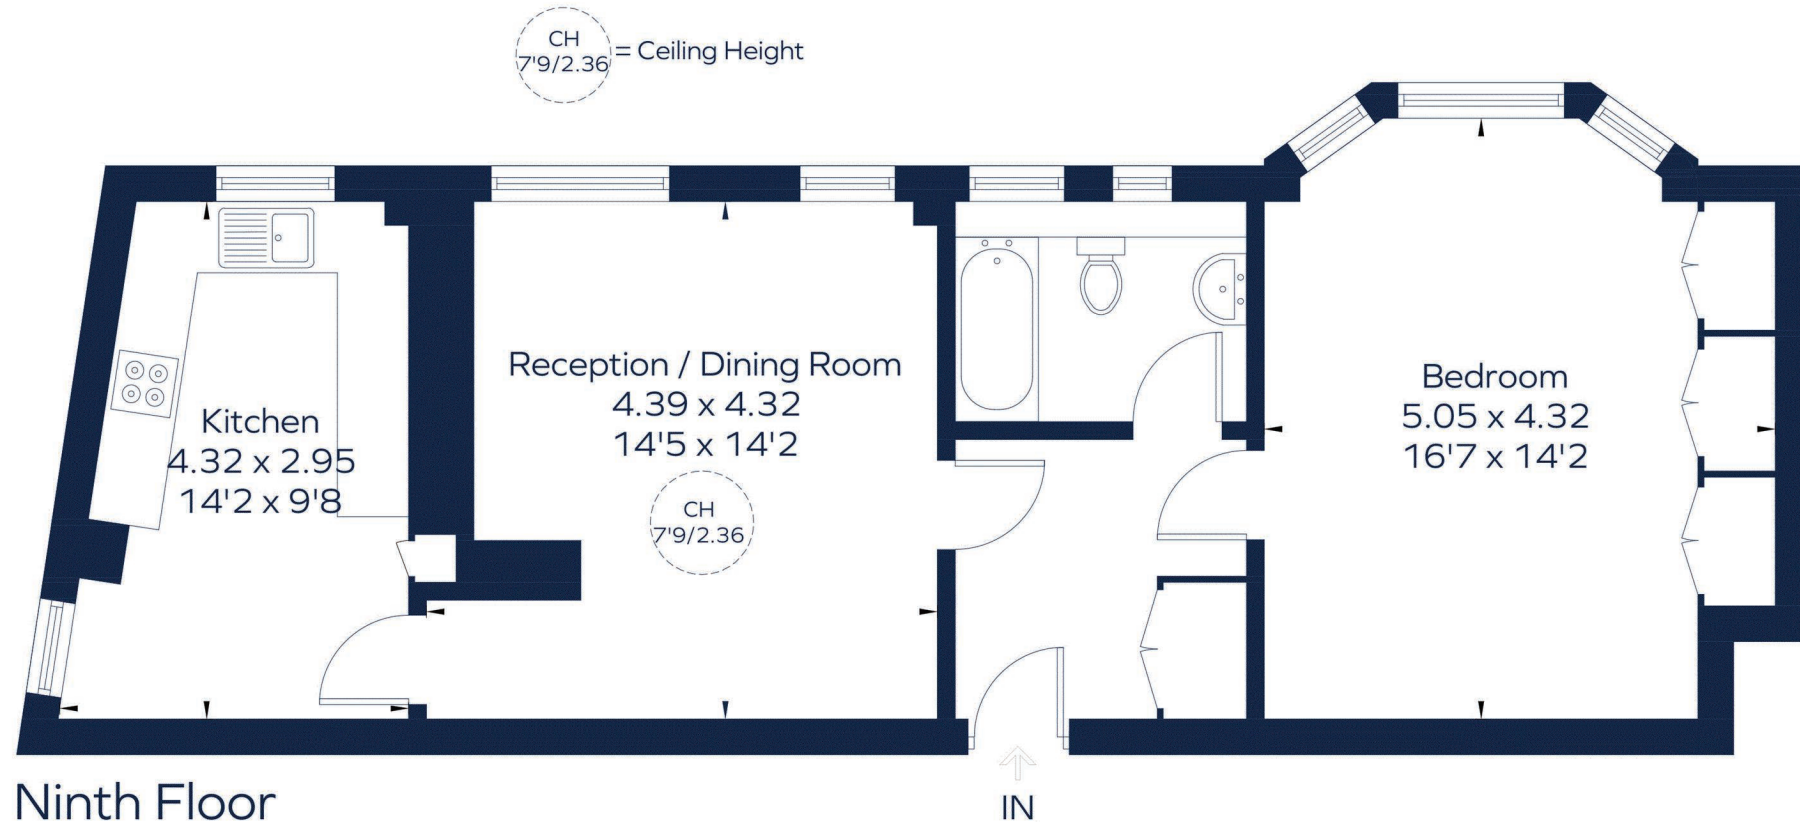 CH
7'9/2.36
= Ceiling Height
Kitchen
4.32 x 2.95
14'2 x 9'8
Reception / Dining Room
4.39 x 4.32
14'5 x 14'2
CH
7'9/2.36
Bedroom
5.05 x 4.32
16'7 x 14'2
Ninth Floor
IN